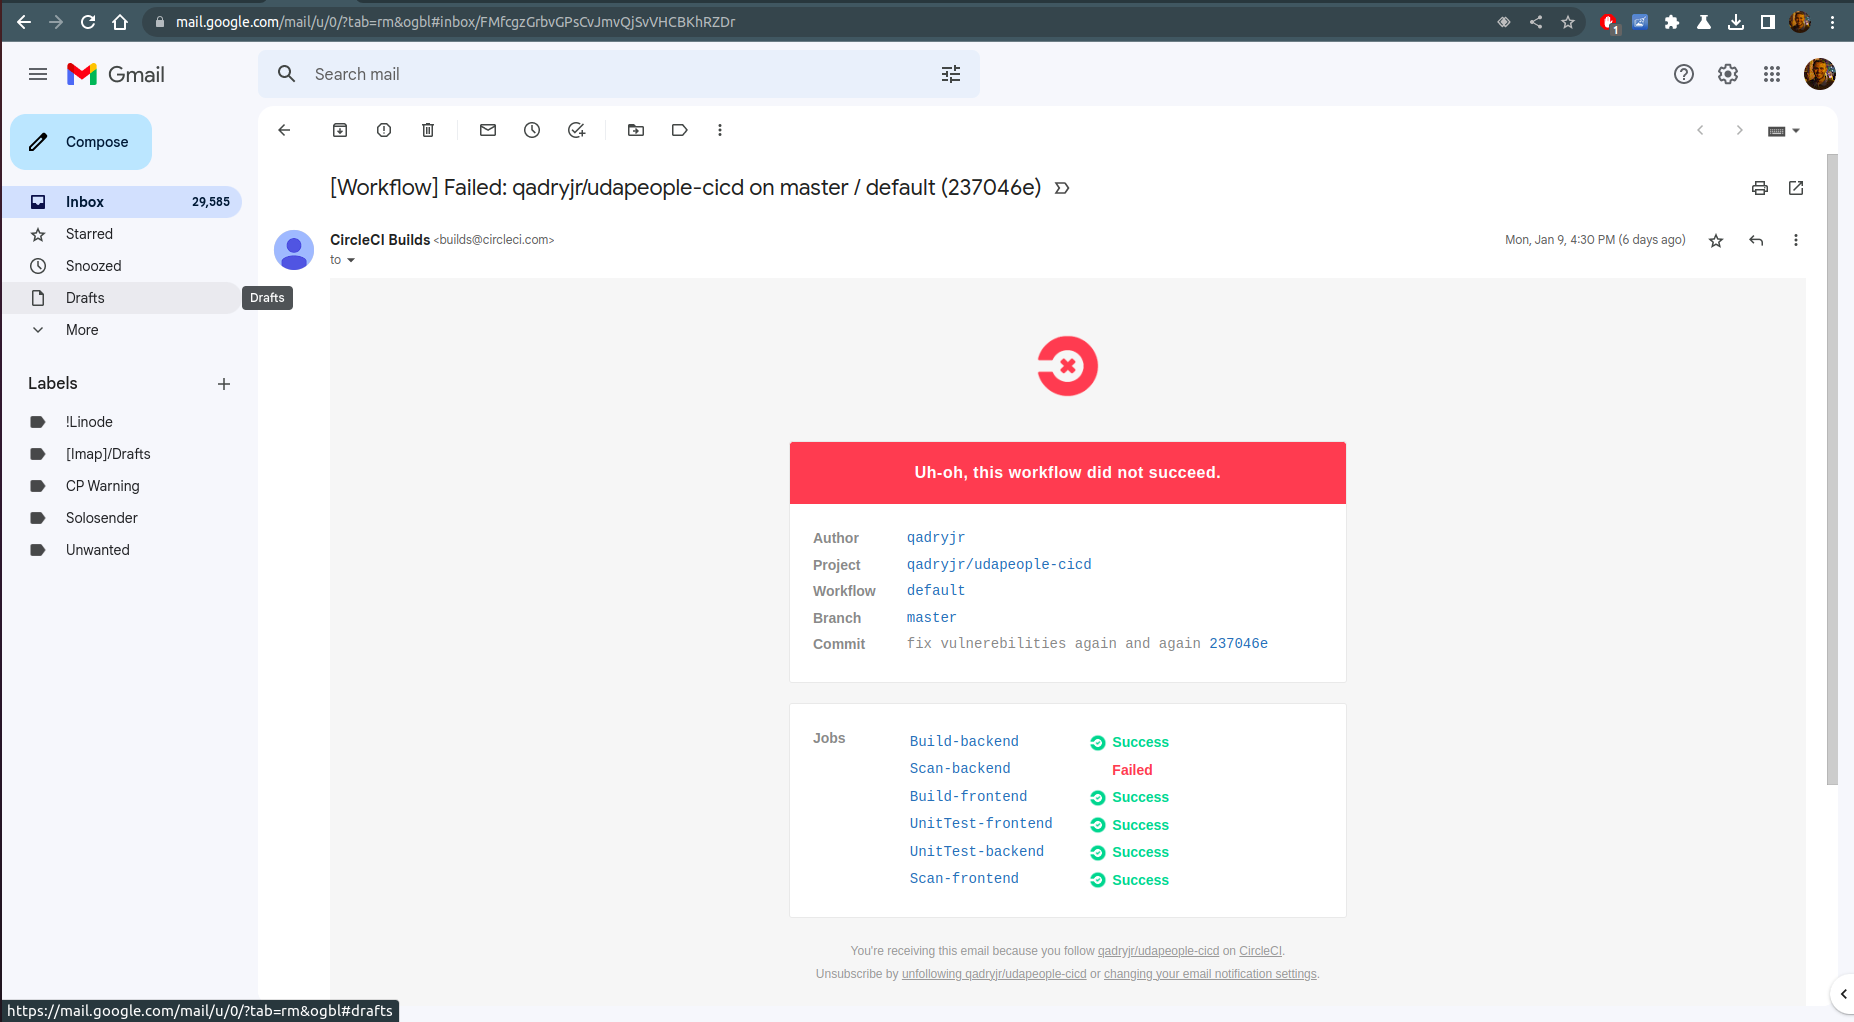 mail.google.com/mail/u/0/?tab=rm&ogbl#inbox/FMfcgzGrbvGPsCvJmvQjSvVHCBKhRZDr
1
Gmail
Search mail
Compose
[Workflow] Failed: qadryjr/udapeople-cicd on master / default (237046e)
Inbox 29,585
Starred
Snoozed
Drafts
Drafts
More
Labels
!Linode
[Imap]/Drafts
CP Warning
Solosender
Unwanted
CircleCI Builds <builds@circleci.com>
Mon, Jan 9, 4:30 PM (6 days ago)
to
Uh-oh, this workflow did not succeed.
Author qadryjr
Project qadryjr/udapeople-cicd
Workflow default
Branch master
Commit fix vulnerebilities again and again 237046e
Jobs
Build-backend Success
Scan-backend Failed
Build-frontend Success
UnitTest-frontend Success
UnitTest-backend Success
Scan-frontend Success
You're receiving this email because you follow qadryjr/udapeople-cicd on CircleCI.
Unsubscribe by unfollowing qadryjr/udapeople-cicd or changing your email notification settings.
https://mail.google.com/mail/u/0/?tab=rm&ogbl#drafts